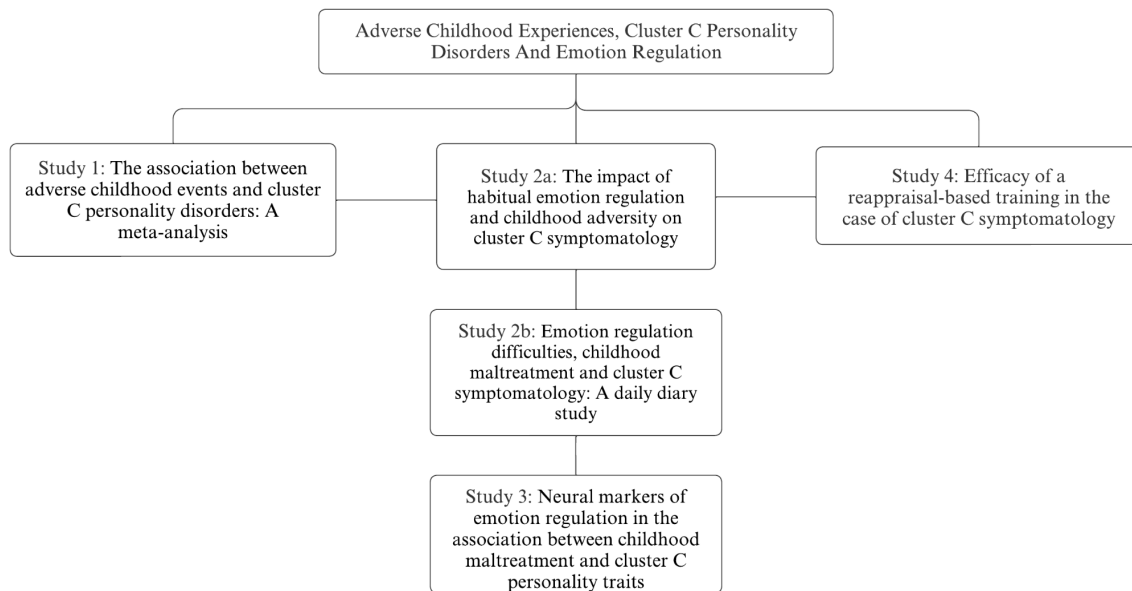 Adverse Childhood Experiences, Cluster C Personality
Disorders And Emotion Regulation
Study 1: The association between
adverse childhood events and cluster
C personality disorders: A
meta-analysis
Study 2a: The impact of
habitual emotion regulation
and childhood adversity on
cluster C symptomatology
Study 4: Efficacy of a
reappraisal-based training in the
case of cluster C symptomatology
Study 2b: Emotion regulation
difficulties, childhood
maltreatment and cluster C
symptomatology: A daily diary
study
Study 3: Neural markers of
emotion regulation in the
association between childhood
maltreatment and cluster C
personality traits